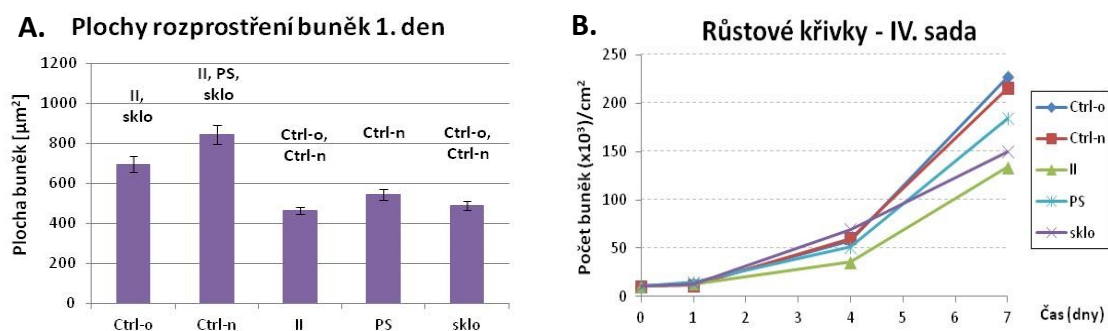 A. Plochy rozprostření buněk 1. den
1200
1000
800
600
400
200
0
Plocha buněk [µm²]
II,
sklo
II, PS,
sklo
Ctrl-o,
Ctrl-n
Ctrl-n
Ctrl-o,
Ctrl-n
Ctrl-o
Ctrl-n
II
PS
sklo
B. Růstové křivky - IV. sada
250
200
150
100
50
0
Počet buněk (x10³)/cm²
0
1
2
3
4
5
6
7
Čas (dny)
Ctrl-o
Ctrl-n
II
PS
sklo